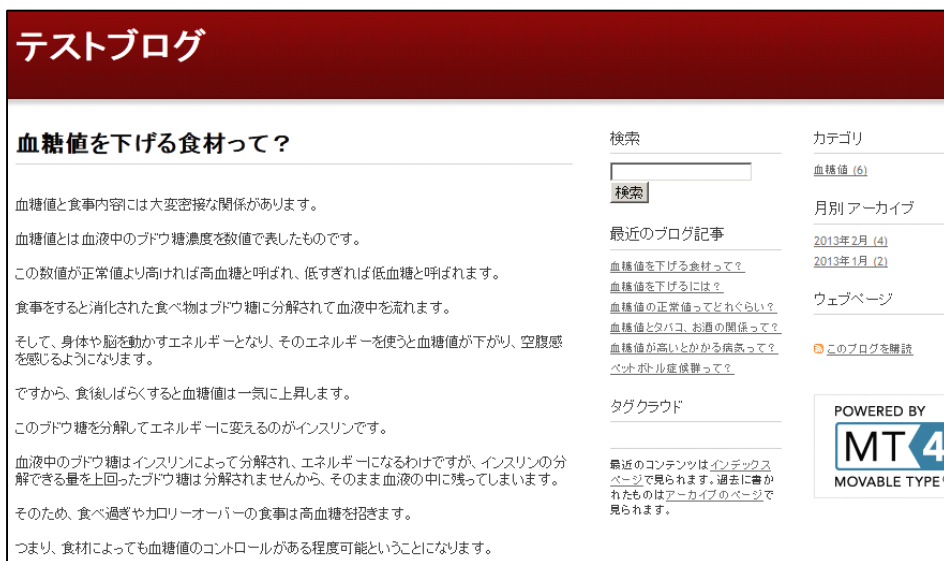 テストブログ
血糖値を下げる食材って？
血糖値と食事内容には大変密接な関係があります。
血糖値とは血液中のブドウ糖濃度を数値で表したものです。
この数値が正常値より高ければ高血糖と呼ばれ、低すぎれば低血糖と呼ばれます。
食事をすると消化された食べ物はブドウ糖に分解されて血液中を流れます。
そして、身体や脳を動かすエネルギーとなり、そのエネルギーを使うと血糖値が下がり、空腹感
を感じるようになります。
ですから、食後しばらくすると血糖値は一気に上昇します。
このブドウ糖を分解してエネルギーに変えるのがインスリンです。
血液中のブドウ糖はインスリンによって分解され、エネルギーになるわけですが、インスリンの分
解できる量を上回ったブドウ糖は分解されませんから、そのまま血液の中に残ってしまいます。
そのため、食べ過ぎやカロリーオーバーの食事は高血糖を招きます。
つまり、食材によっても血糖値のコントロールがある程度可能ということになります。
検索
検索
最近のブログ記事
血糖値を下げる食材って？
血糖値を下げるには？
血糖値の正常値ってどれぐらい？
血糖値とタバコ、お酒の関係って？
血糖値が高いとかかる病気って？
ペットボトル症候群って？
タグクラウド
最近のコンテンツはインデックス
ページで見られます。過去に書か
れたものはアーカイブのページで
見られます。
カテゴリ
血糖値 (6)
月別 アーカイブ
2013年2月 (4)
2013年1月 (2)
ウェブページ
このブログを購読
POWERED BY
MT4
MOVABLE TYPE